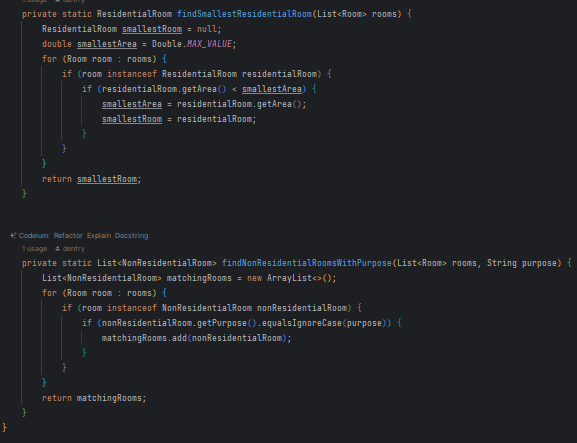 denfry
private static ResidentialRoom findSmallestResidentialRoom(List<Room> rooms) {
ResidentialRoom smallestRoom = null;
double smallestArea = Double.MAX_VALUE;
for (Room room : rooms) {
if (room instanceof ResidentialRoom residentialRoom) {
if (residentialRoom.getArea() < smallestArea) {
smallestArea = residentialRoom.getArea();
smallestRoom = residentialRoom;
}
}
}
return smallestRoom;
}
Codeium: Refactor Explain Docstring
1 usage denfry
private static List<NonResidentialRoom> findNonResidentialRoomsWithPurpose(List<Room> rooms, String purpose) {
List<NonResidentialRoom> matchingRooms = new ArrayList<>();
for (Room room : rooms) {
if (room instanceof NonResidentialRoom nonResidentialRoom) {
if (nonResidentialRoom.getPurpose().equalsIgnoreCase(purpose)) {
matchingRooms.add(nonResidentialRoom);
}
}
}
return matchingRooms;
}
}